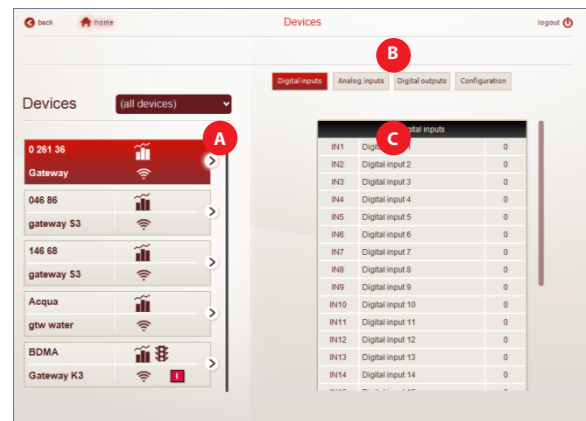 back home Devices logout
B
Digital inputs Analog inputs Digital outputs Configuration
Devices (all devices)
A
0 261 36
Gateway
046 86
gateway S3
146 68
gateway S3
Acqua
gtw water
BDMA
Gateway K3 I
C
inputs
IN1 1 0
IN2 Digital input 2 0
IN3 Digital input 3 0
IN4 Digital input 4 0
IN5 Digital input 5 0
IN6 Digital input 6 0
IN7 Digital input 7 0
IN8 Digital input 8 0
IN9 Digital input 9 0
IN10 Digital input 10 0
IN11 Digital input 11 0
IN12 Digital input 12 0
IN13 Digital input 13 0
IN14 Digital input 14 0